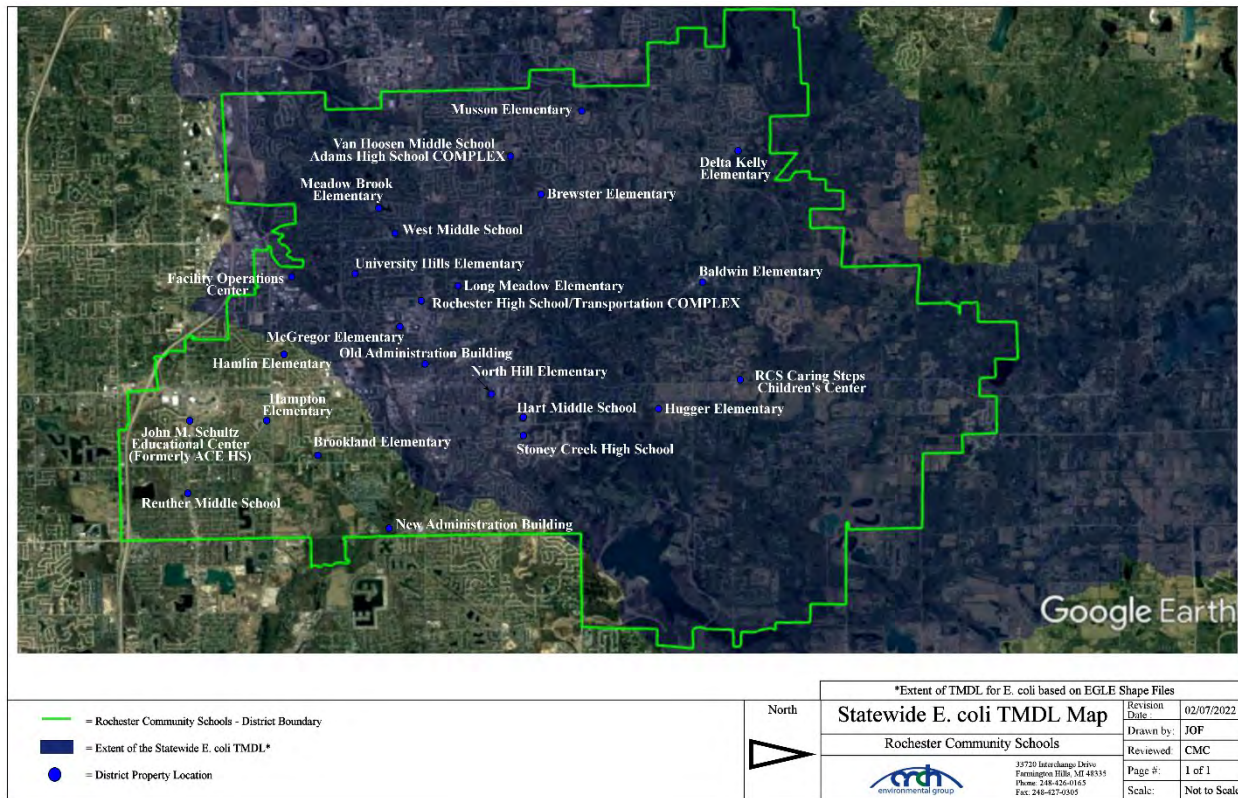 Musson Elementary
Van Hoosen Middle School
Adams High School COMPLEX
Delta Kelly
Elementary
Meadow Brook
Elementary
Brewster Elementary
West Middle School
University Hills Elementary
Facility Operations
Center
Long Meadow Elementary
Baldwin Elementary
Rochester High School/Transportation COMPLEX
McGregor Elementary
Hamlin Elementary
Old Administration Building
North Hill Elementary
RCS Caring Steps
Children's Center
Hampton
Elementary
Hart Middle School
Hugger Elementary
John M. Schultz
Educational Center
(Formerly ACE HS)
Brookland Elementary
Stoney Creek High School
Reuther Middle School
New Administration Building
Google Earth
*Extent of TMDL for E. coli based on EGLE Shape Files
= Rochester Community Schools - District Boundary
= Extent of the Statewide E. coli TMDL*
= District Property Location
North
Statewide E. coli TMDL Map
Rochester Community Schools
mch
environmental group
33720 Interchange Drive
Farmington Hills, MI 48335
Phone: 248-426-0165
Fax: 248-427-0305
Revision
Date :
02/07/2022
Drawn by: JOF
Reviewed: CMC
Page #: 1 of 1
Scale: Not to Scale